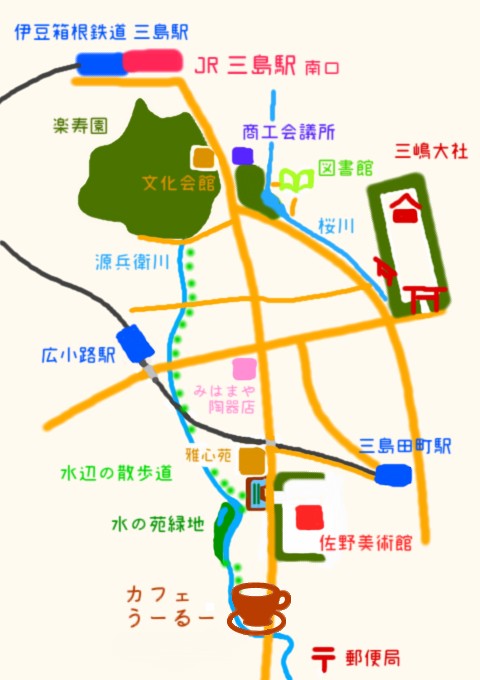 伊豆箱根鉄道 三島駅
JR 三島駅 南口
楽寿園
商工会議所
三嶋大社
図書館
文化会館
桜川
源兵衛川
広小路駅
みはまや
陶器店
三島田町駅
雅心苑
水辺の散歩道
水の苑緑地
佐野美術館
カフェ
うーるー
郵便局